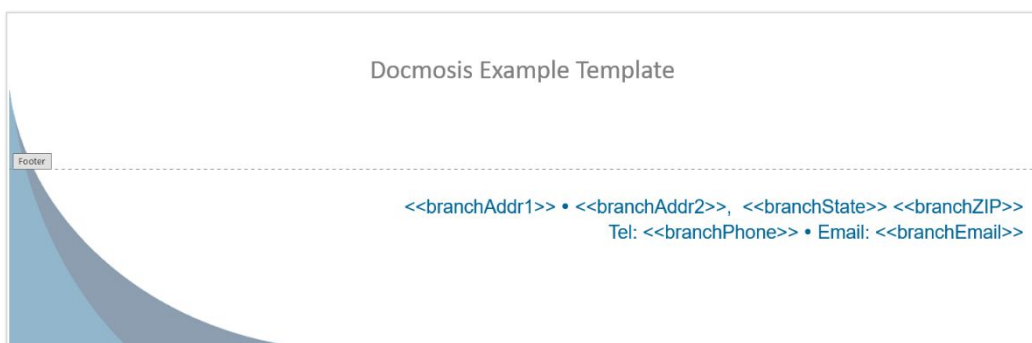 Docmosis Example Template
Footer
<<branchAddr1>> • <<branchAddr2>>, <<branchState>> <<branchZIP>>
Tel: <<branchPhone>> • Email: <<branchEmail>>